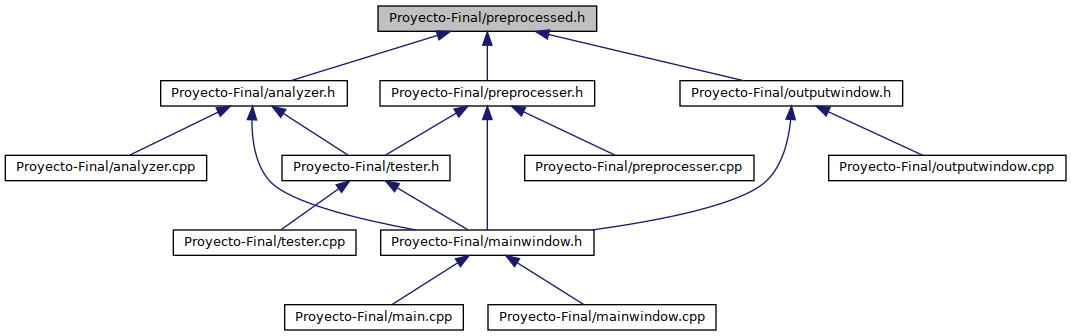 Proyecto-Final/preprocessed.h
Proyecto-Final/analyzer.h
Proyecto-Final/preprocesser.h
Proyecto-Final/outputwindow.h
Proyecto-Final/analyzer.cpp
Proyecto-Final/tester.h
Proyecto-Final/preprocesser.cpp
Proyecto-Final/outputwindow.cpp
Proyecto-Final/tester.cpp
Proyecto-Final/mainwindow.h
Proyecto-Final/main.cpp
Proyecto-Final/mainwindow.cpp